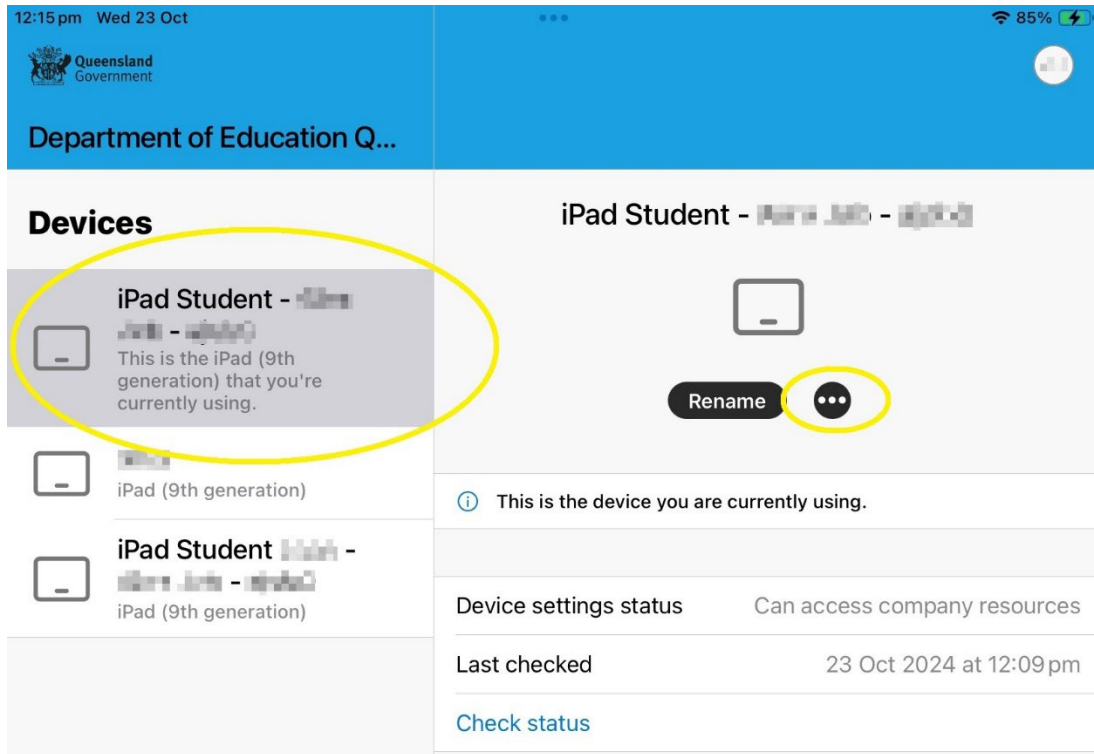 12:15 pm Wed 23 Oct
85%
Queensland
Government
Department of Education Q...
Devices
iPad Student -
-
This is the iPad (9th
generation) that you're
currently using.
iPad (9th generation)
iPad Student -
-
iPad (9th generation)
iPad Student - -
Rename
This is the device you are currently using.
Device settings status Can access company resources
Last checked 23 Oct 2024 at 12:09 pm
Check status